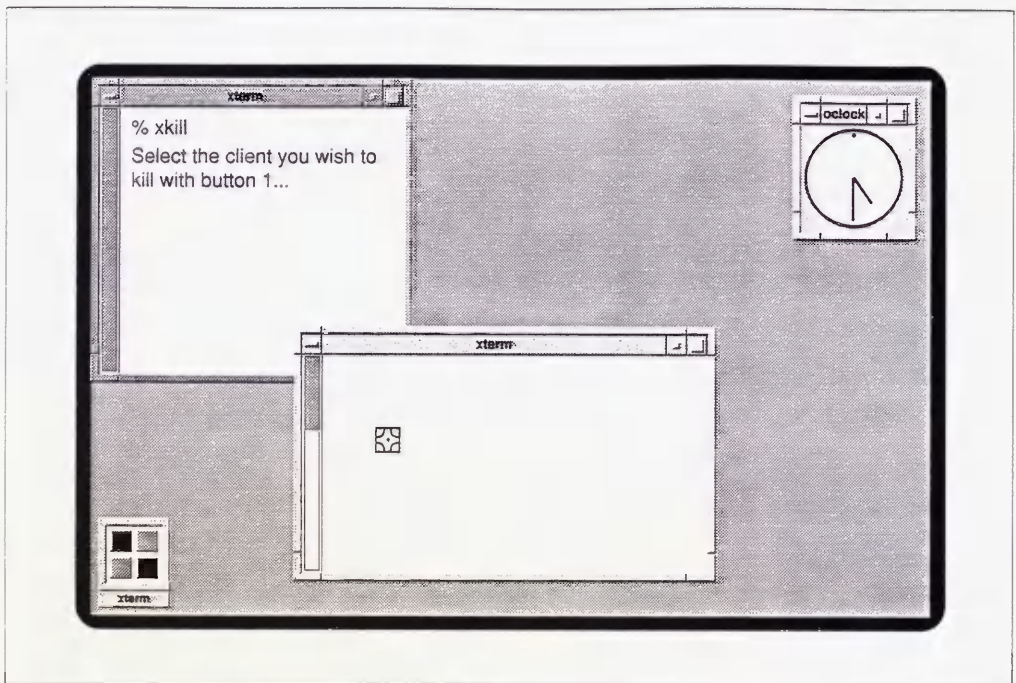 xterm
% xkill
Select the client you wish to
kill with button 1...
oclock
xterm
xterm